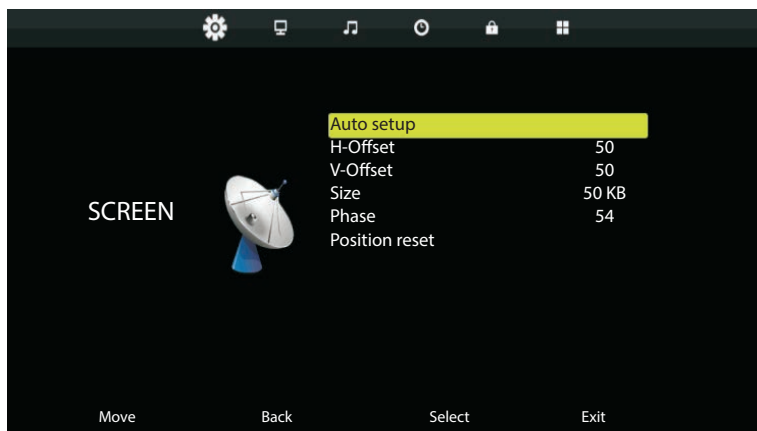 Auto setup
H-Offset 50
V-Offset 50
Size 50 KB
SCREEN
Phase 54
Position reset
Move Back Select Exit